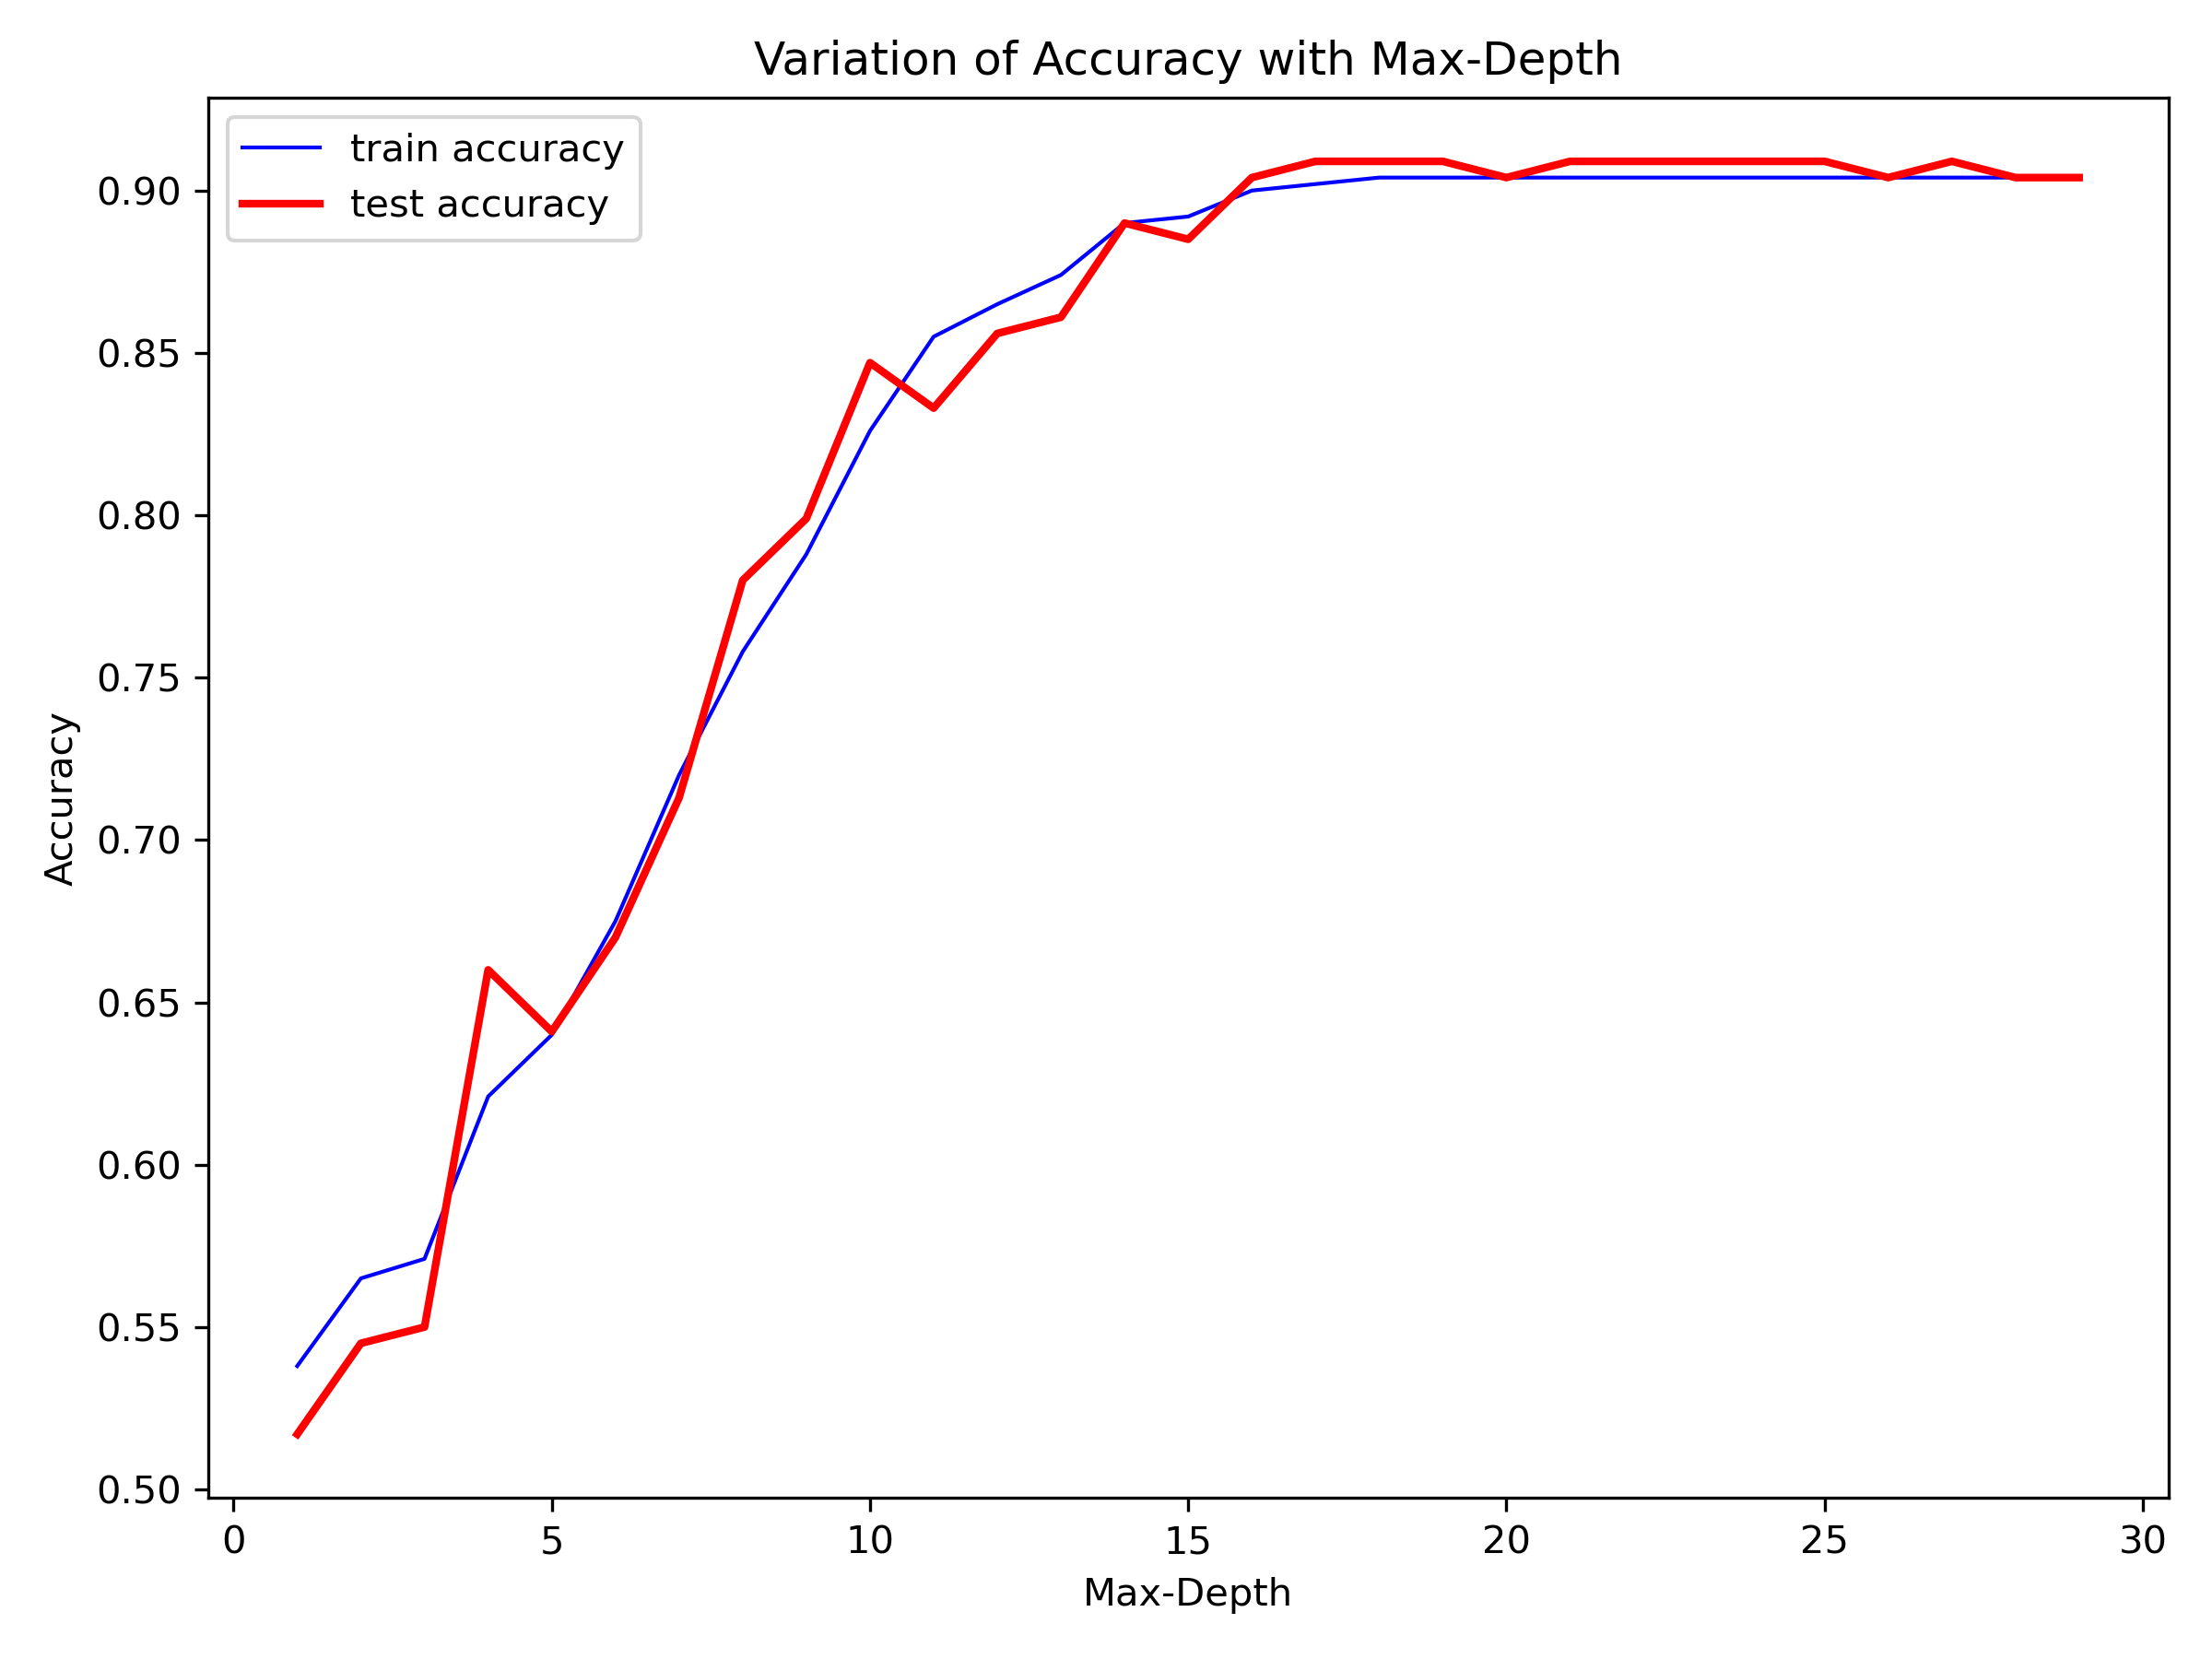 Variation of Accuracy with Max-Depth
train accuracy
test accuracy
0.90
0.85
0.80
0.75
0.70
0.65
0.60
0.55
0.50
Accuracy
0 5 10 15 20 25 30
Max-Depth